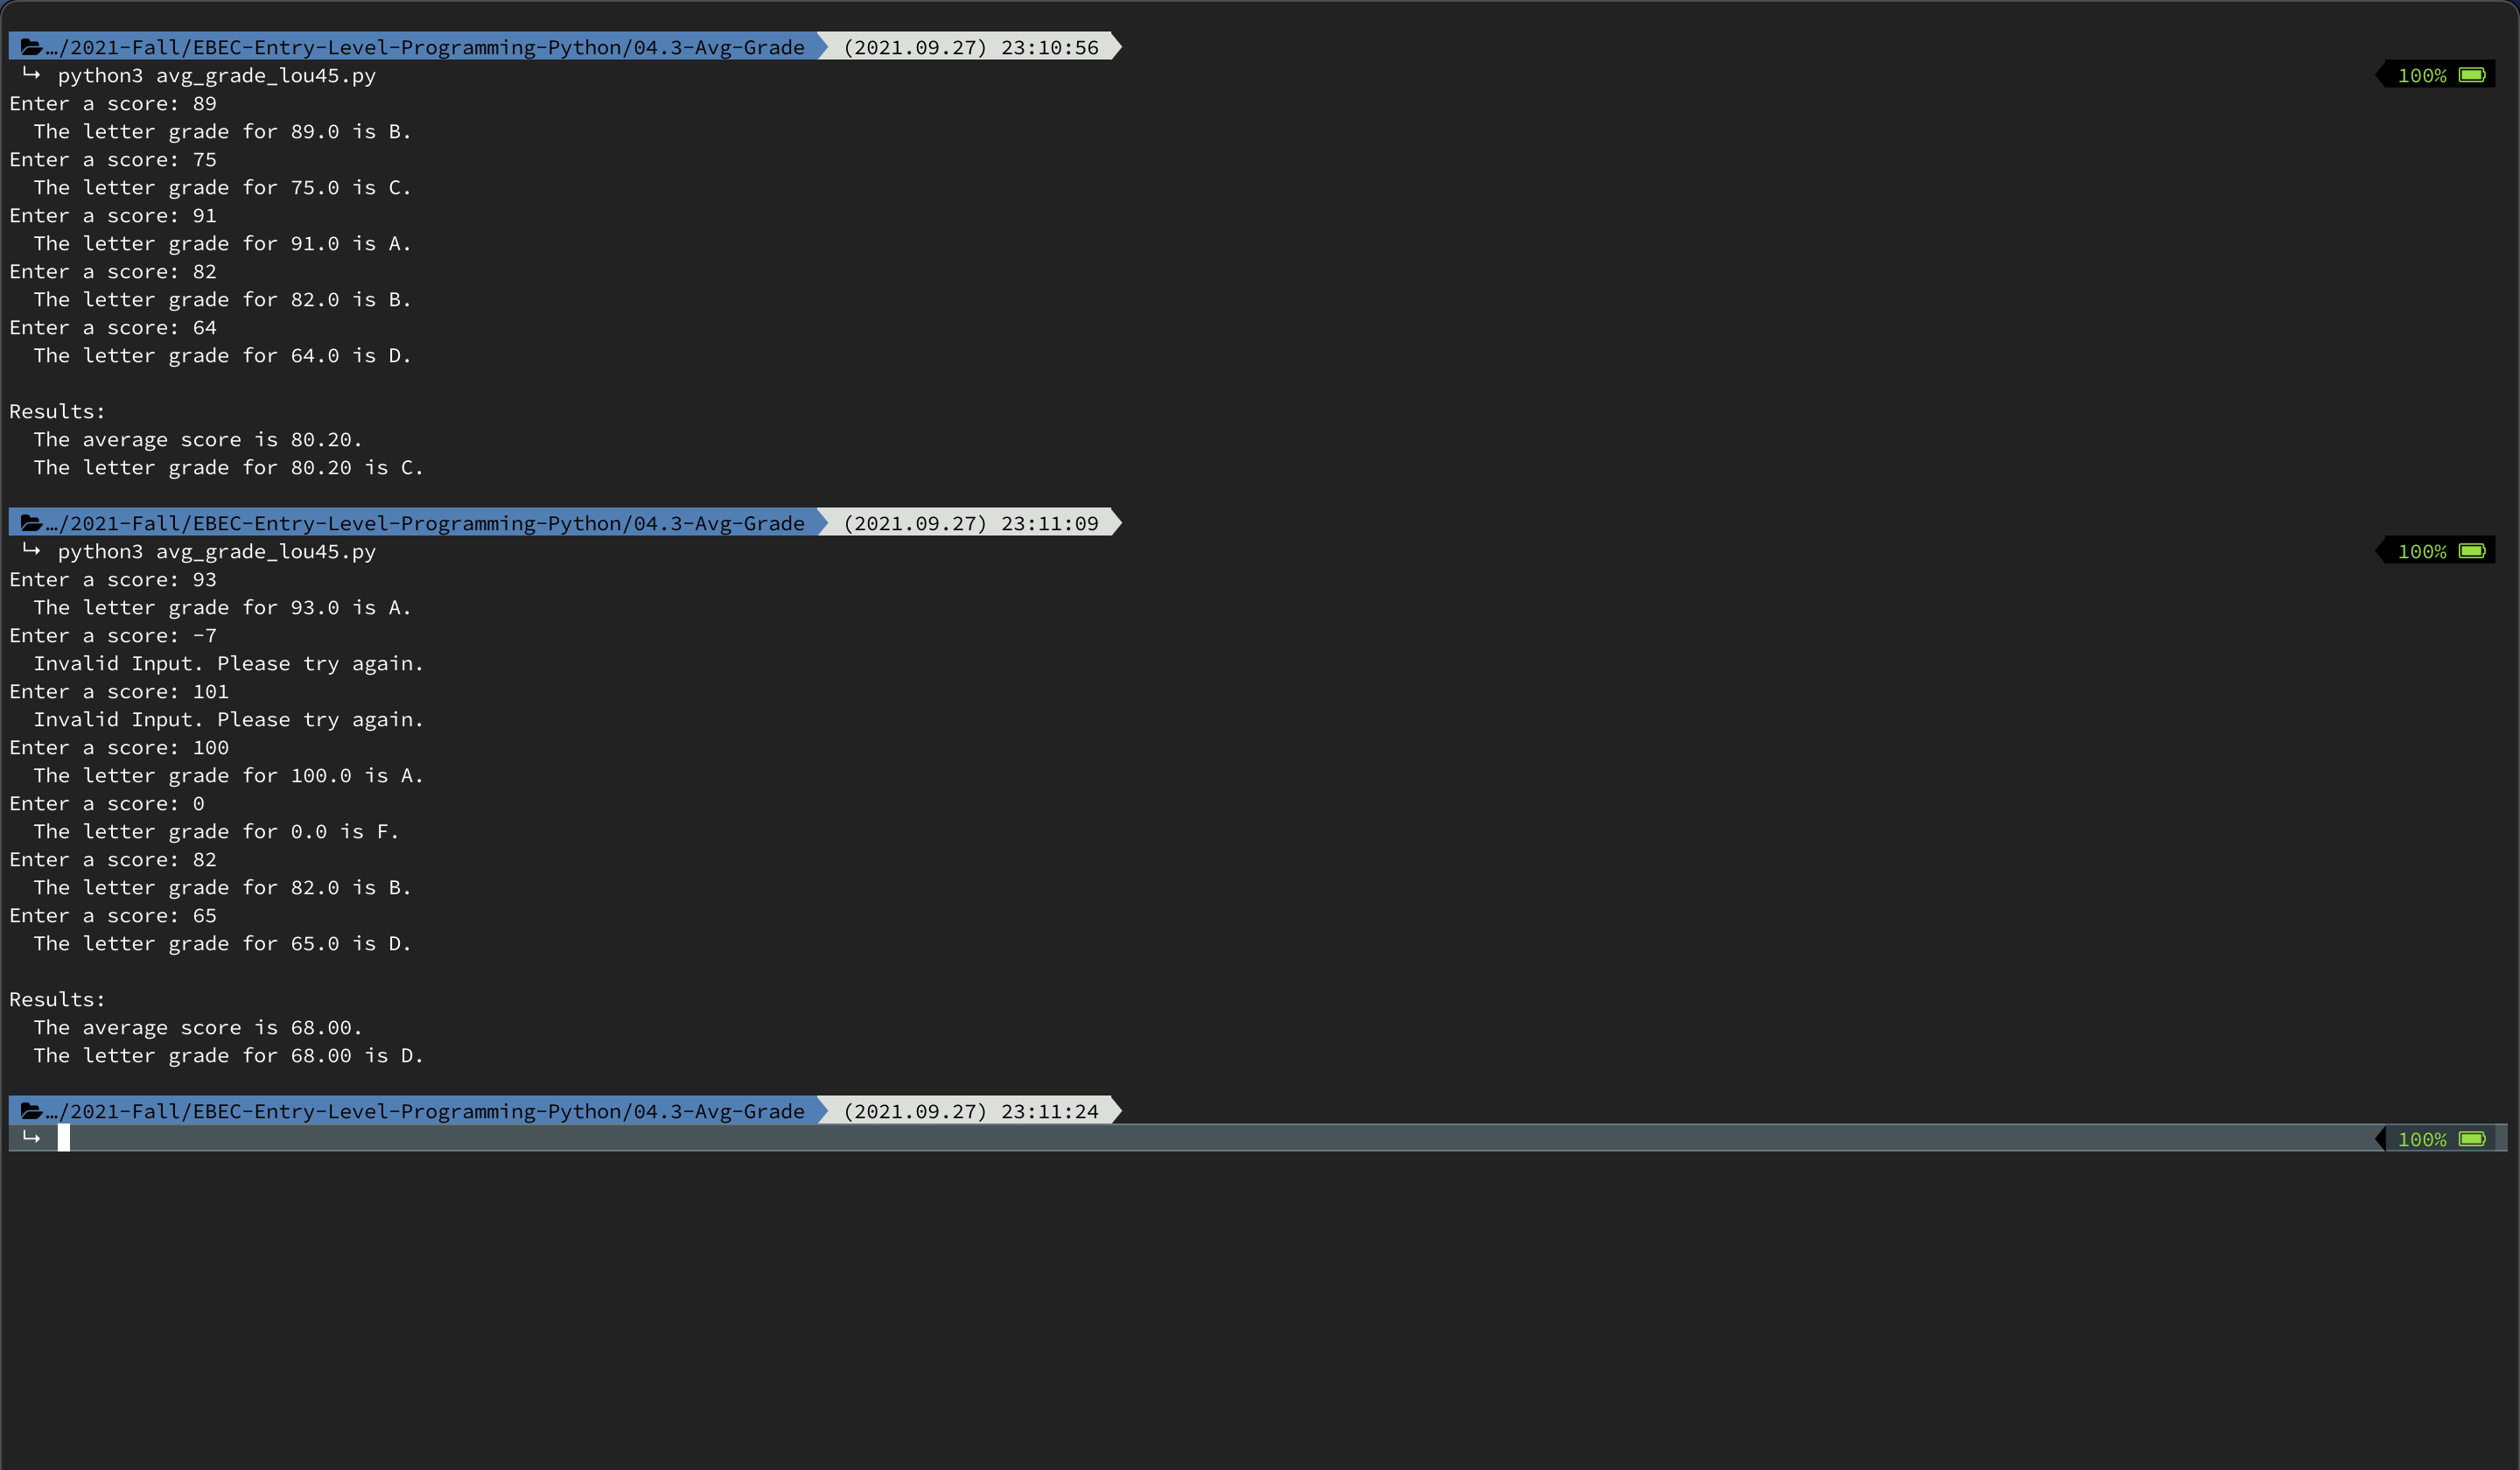 …/2021-Fall/EBEC-Entry-Level-Programming-Python/04.3-Avg-Grade (2021.09.27) 23:10:56
↳ python3 avg_grade_lou45.py 100%
Enter a score: 89
The letter grade for 89.0 is B.
Enter a score: 75
The letter grade for 75.0 is C.
Enter a score: 91
The letter grade for 91.0 is A.
Enter a score: 82
The letter grade for 82.0 is B.
Enter a score: 64
The letter grade for 64.0 is D.
Results:
The average score is 80.20.
The letter grade for 80.20 is C.
…/2021-Fall/EBEC-Entry-Level-Programming-Python/04.3-Avg-Grade (2021.09.27) 23:11:09
↳ python3 avg_grade_lou45.py 100%
Enter a score: 93
The letter grade for 93.0 is A.
Enter a score: -7
Invalid Input. Please try again.
Enter a score: 101
Invalid Input. Please try again.
Enter a score: 100
The letter grade for 100.0 is A.
Enter a score: 0
The letter grade for 0.0 is F.
Enter a score: 82
The letter grade for 82.0 is B.
Enter a score: 65
The letter grade for 65.0 is D.
Results:
The average score is 68.00.
The letter grade for 68.00 is D.
…/2021-Fall/EBEC-Entry-Level-Programming-Python/04.3-Avg-Grade (2021.09.27) 23:11:24
↳ 100%